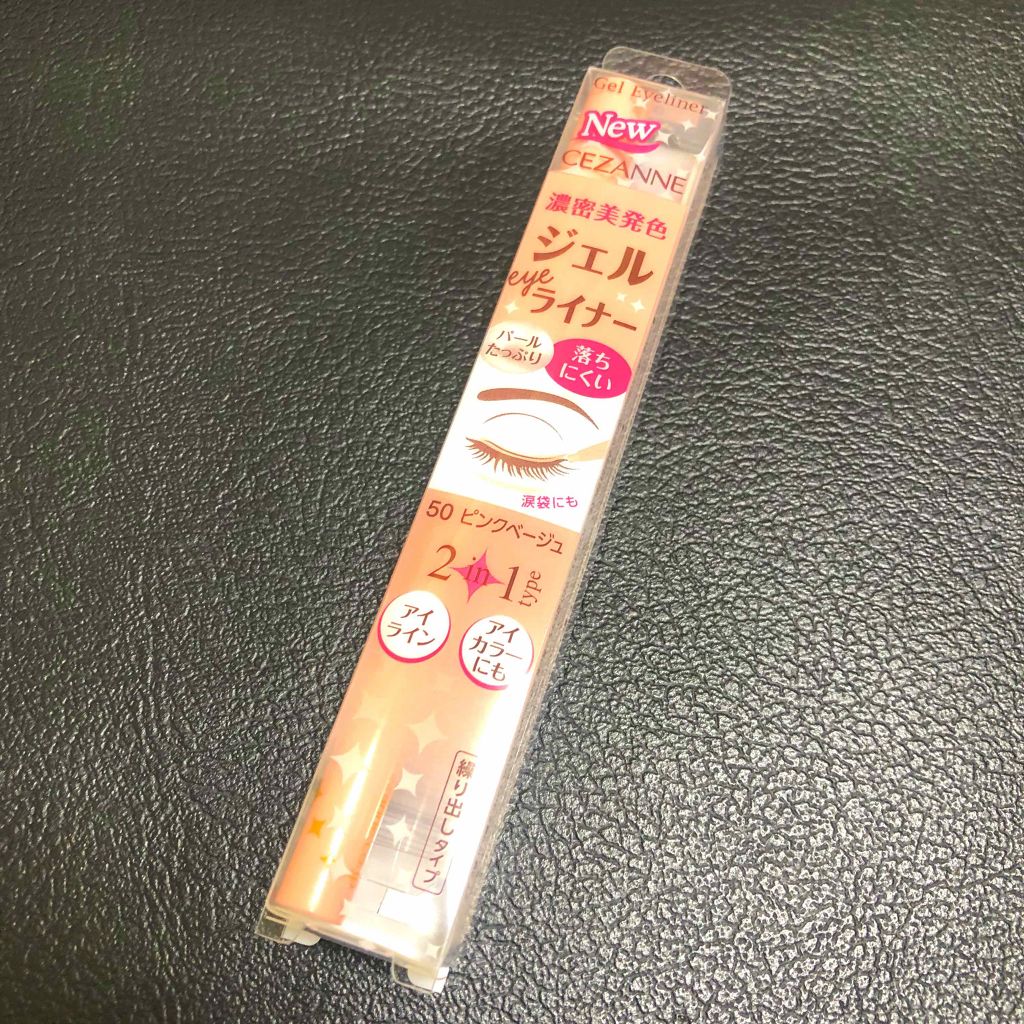 Gel Eyeliner
New
CEZANNE
濃密美発色
ジェル
eye
ライナー
パール
たっぷり
落ち
にくい
涙袋にも
50 ピンクベージュ
2 in 1 type
アイ
ライン
アイ
カラー
にも
繰り出しタイプ